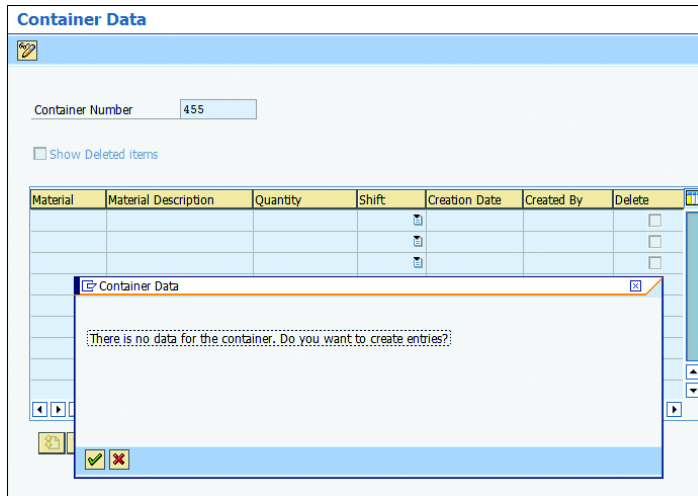 Container Data
Container Number 455
Show Deleted items
Material Material Description Quantity Shift Creation Date Created By Delete
Container Data
There is no data for the container. Do you want to create entries?